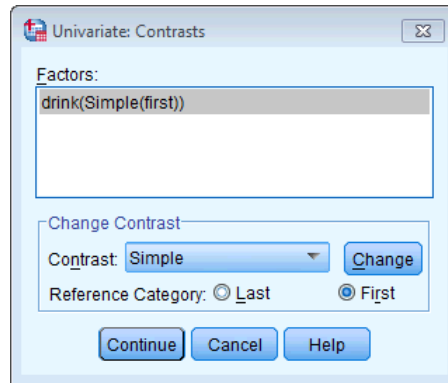 Univariate: Contrasts
Factors:
drink(Simple(first))
Change Contrast
Contrast: Simple Change
Reference Category: Last First
Continue Cancel Help